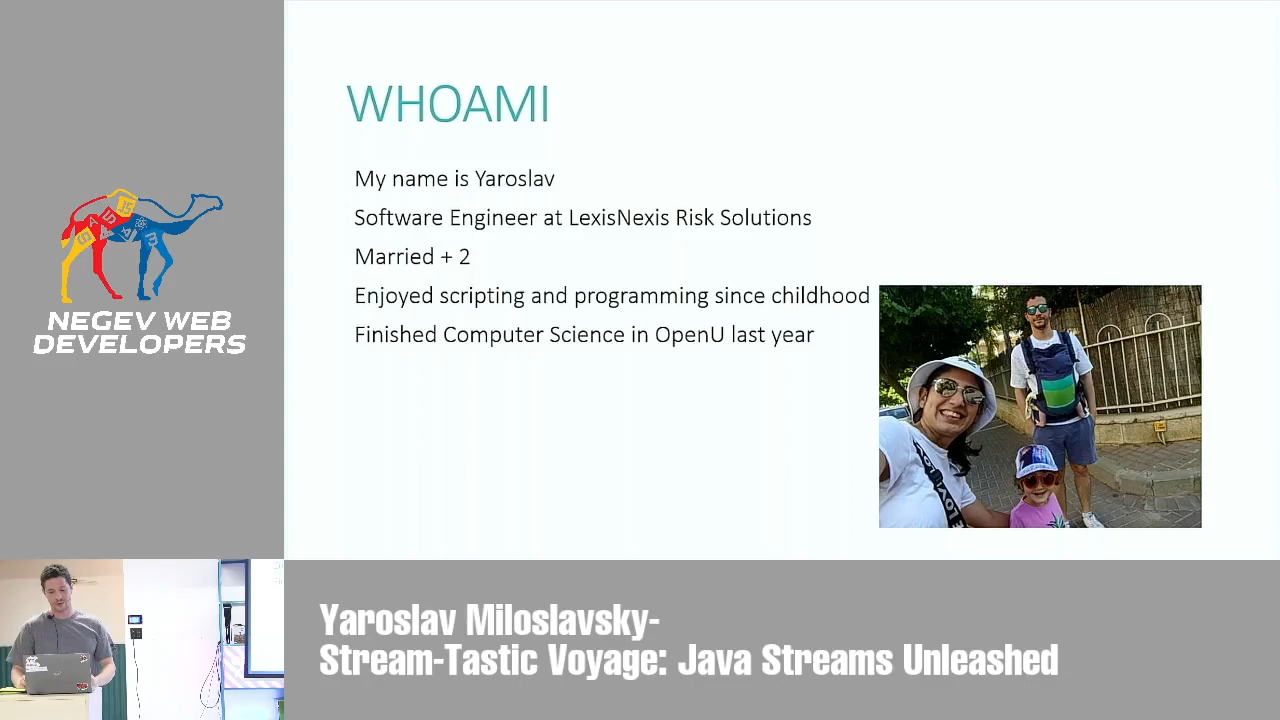 WHOAMI
My name is Yaroslav
Software Engineer at LexisNexis Risk Solutions
Married + 2
Enjoyed scripting and programming since childhood
Finished Computer Science in OpenU last year
NEGEV WEB
DEVELOPERS
Yaroslav Miloslavsky-
Stream-Tastic Voyage: Java Streams Unleashed